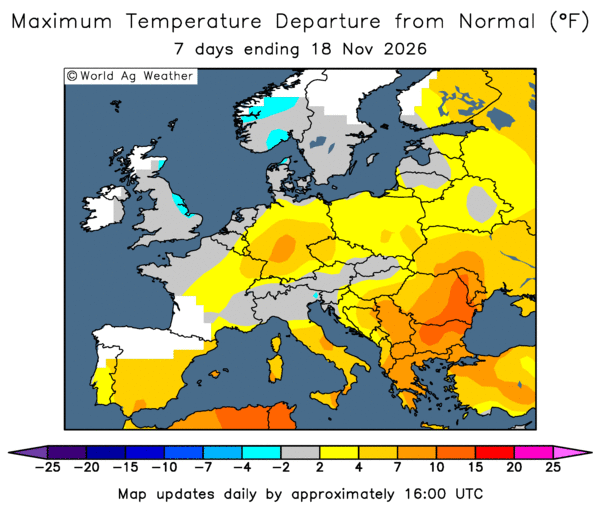 Maximum Temperature Departure from Normal (°F)
7 days ending 18 Nov 2026
© World Ag Weather
-25 -20 -15 -10 -7 -4 -2 2 4 7 10 15 20 25
Map updates daily by approximately 16:00 UTC